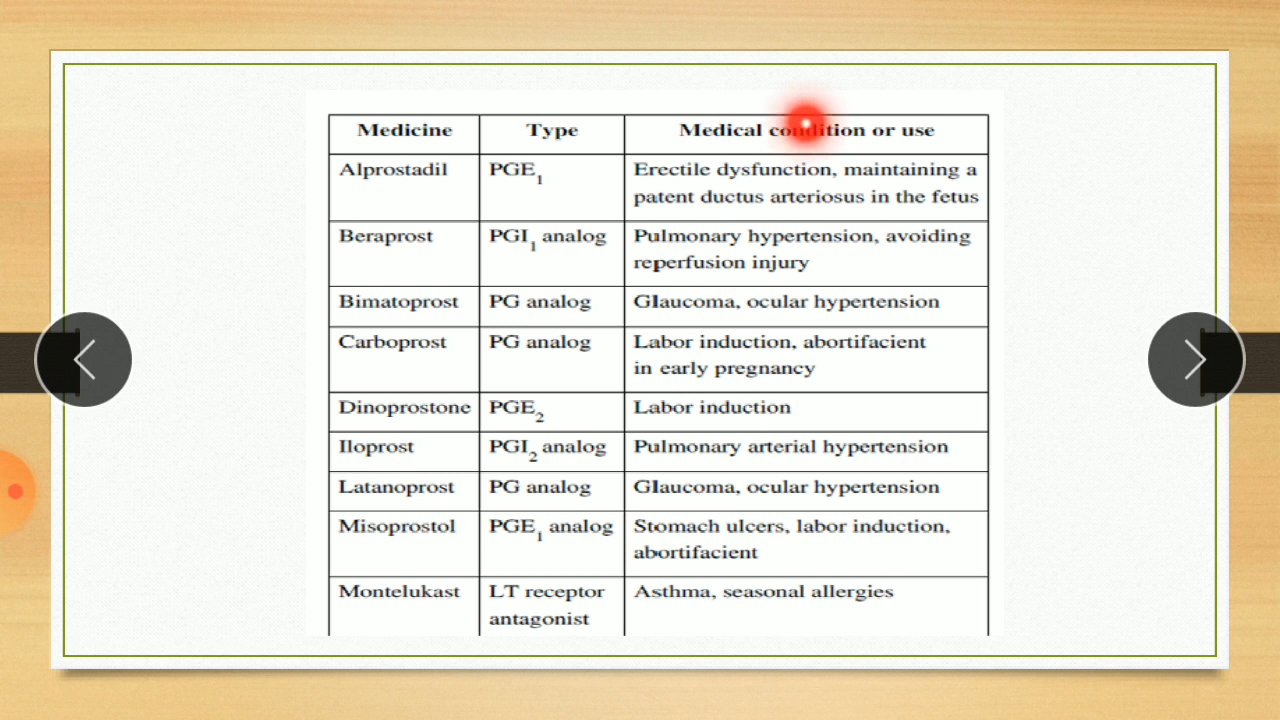 Medicine Type Medical condition or use
Alprostadil PGE1 Erectile dysfunction, maintaining a
patent ductus arteriosus in the fetus
Beraprost PGI1 analog Pulmonary hypertension, avoiding
reperfusion injury
Bimatoprost PG analog Glaucoma, ocular hypertension
Carboprost PG analog Labor induction, abortifacient
in early pregnancy
Dinoprostone PGE2 Labor induction
Iloprost PGI2 analog Pulmonary arterial hypertension
Latanoprost PG analog Glaucoma, ocular hypertension
Misoprostol PGE1 analog Stomach ulcers, labor induction,
abortifacient
Montelukast LT receptor Asthma, seasonal allergies
antagonist